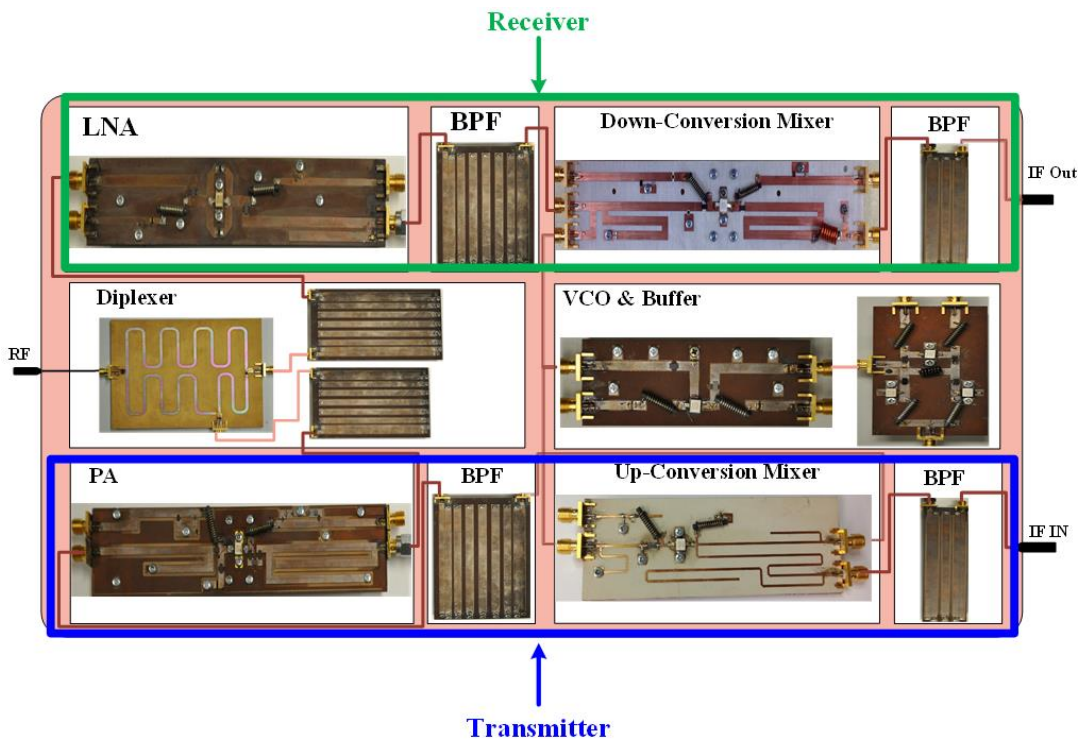 Receiver
LNA
BPF
Down-Conversion Mixer
BPF
IF Out
Diplexer
VCO & Buffer
RF
PA
BPF
Up-Conversion Mixer
BPF
IF IN
Transmitter